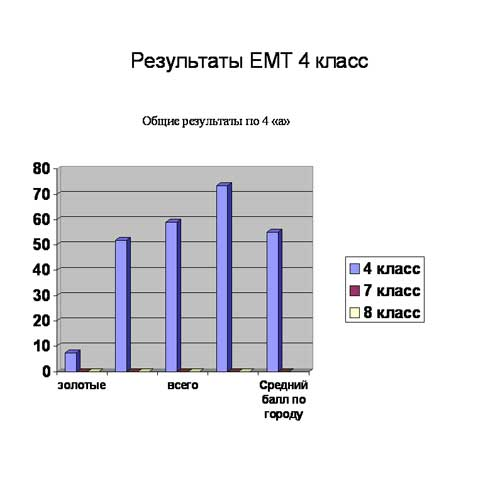 Результаты ЕМТ 4 класс
Общие результаты по 4 «а»
80
70
60
50
40
30
20
10
0
золотые
всего
Средний
балл по
городу
4 класс
7 класс
8 класс